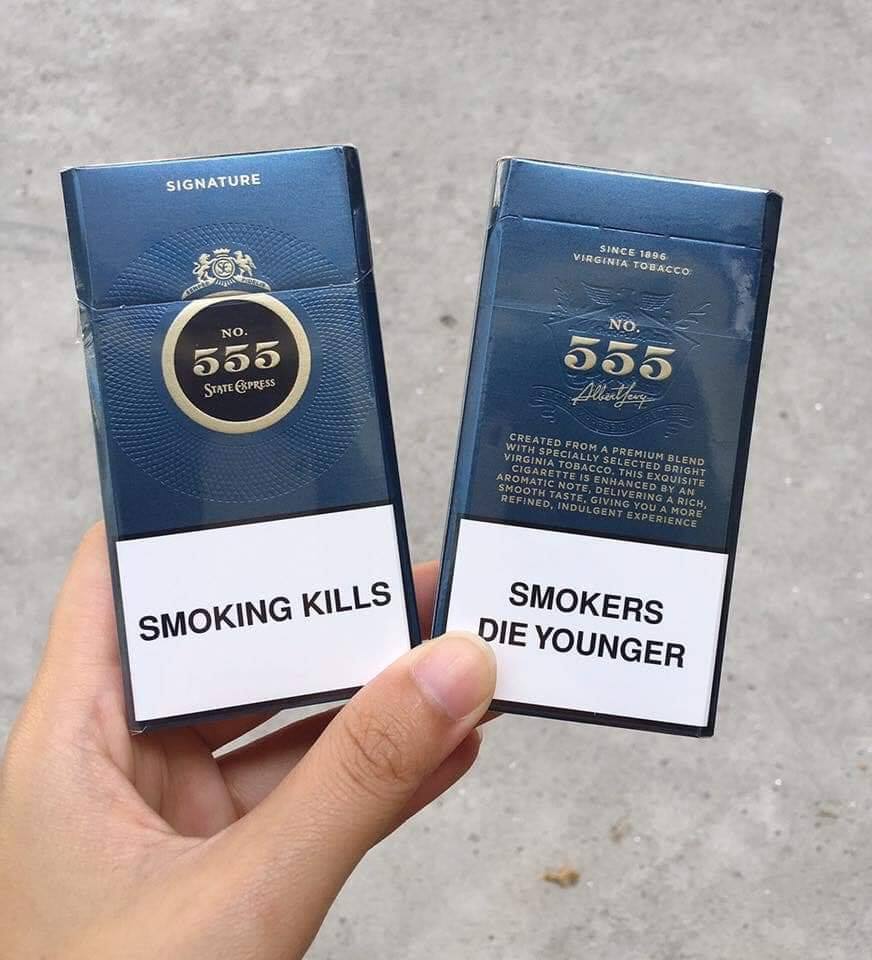 SIGNATURE
NO.
555
STATE EXPRESS
SMOKING KILLS
SINCE 1896
VIRGINIA TOBACCO
NO.
555
Albert Levy
CREATED FROM A PREMIUM BLEND
WITH SPECIALLY SELECTED BRIGHT
VIRGINIA TOBACCO. THIS EXQUISITE
CIGARETTE IS ENHANCED BY AN
AROMATIC NOTE, DELIVERING A RICH,
SMOOTH TASTE, GIVING YOU A MORE
REFINED, INDULGENT EXPERIENCE
SMOKERS
DIE YOUNGER